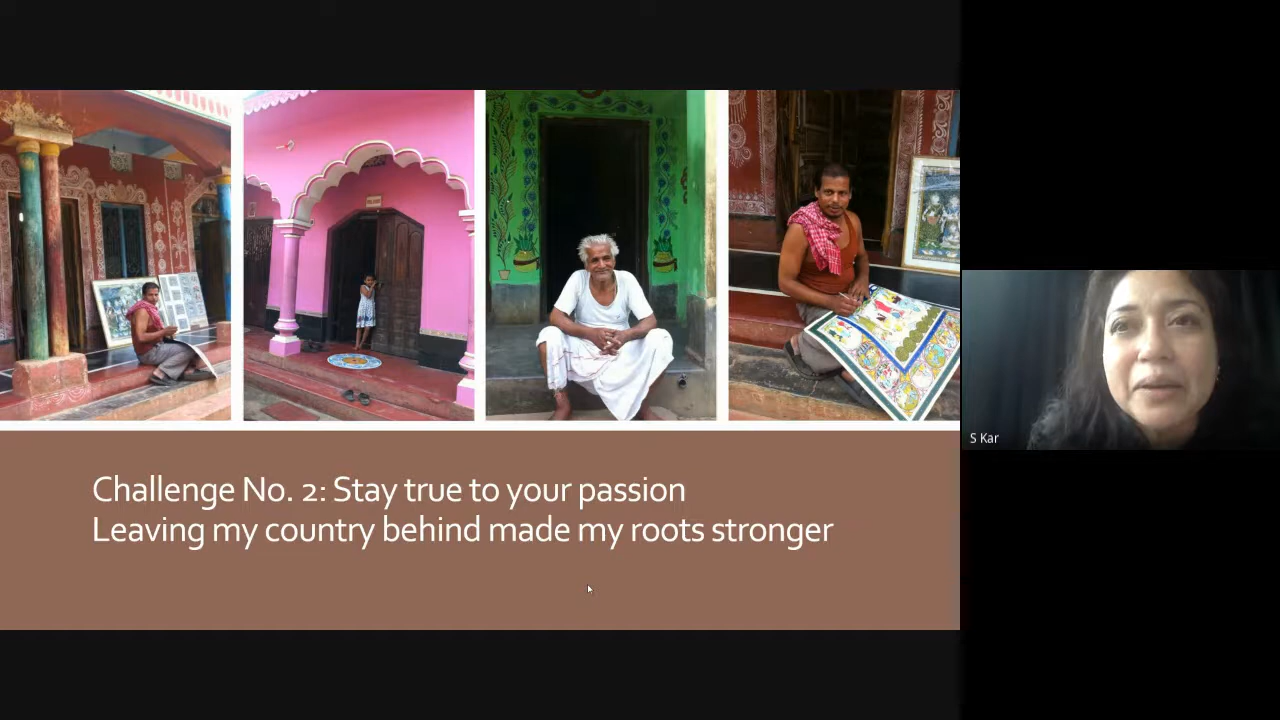 Challenge No. 2: Stay true to your passion
Leaving my country behind made my roots stronger
S Kar